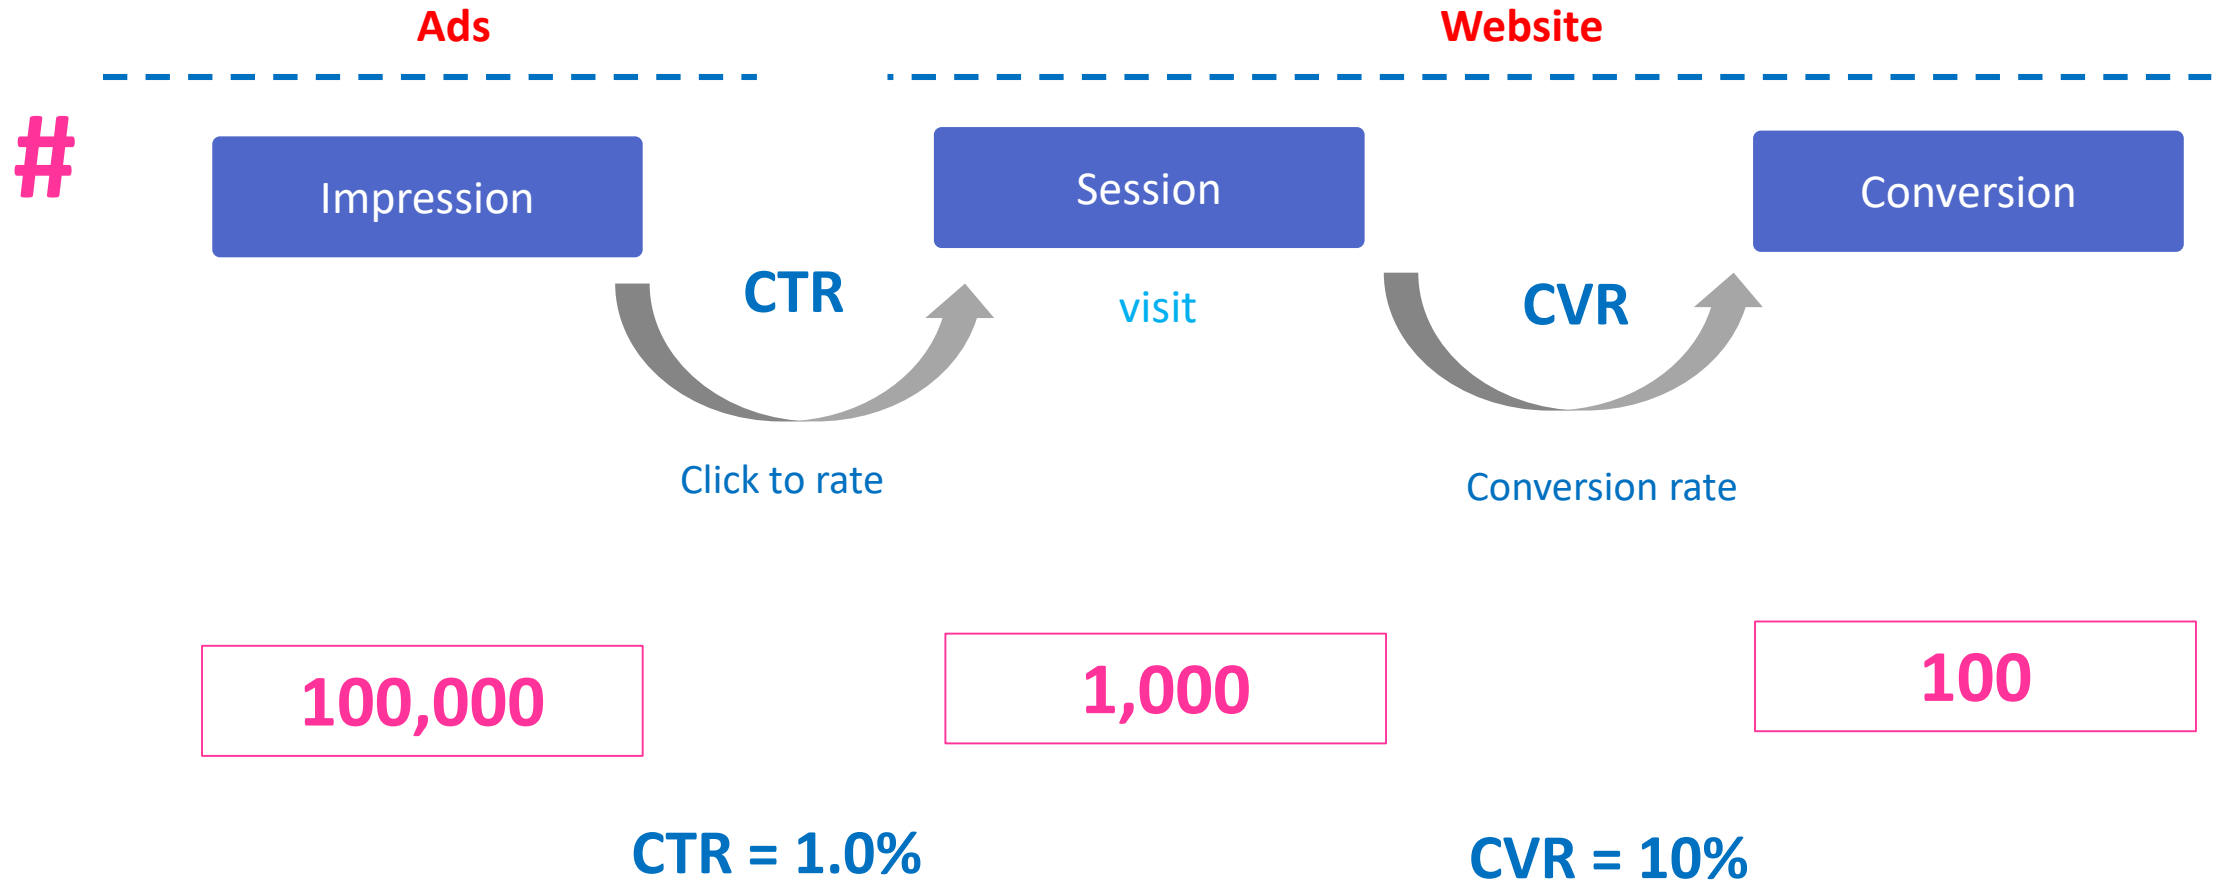 Ads
Website
#
Impression
Session
Conversion
CTR
visit
CVR
Click to rate
Conversion rate
100,000
1,000
100
CTR = 1.0%
CVR = 10%